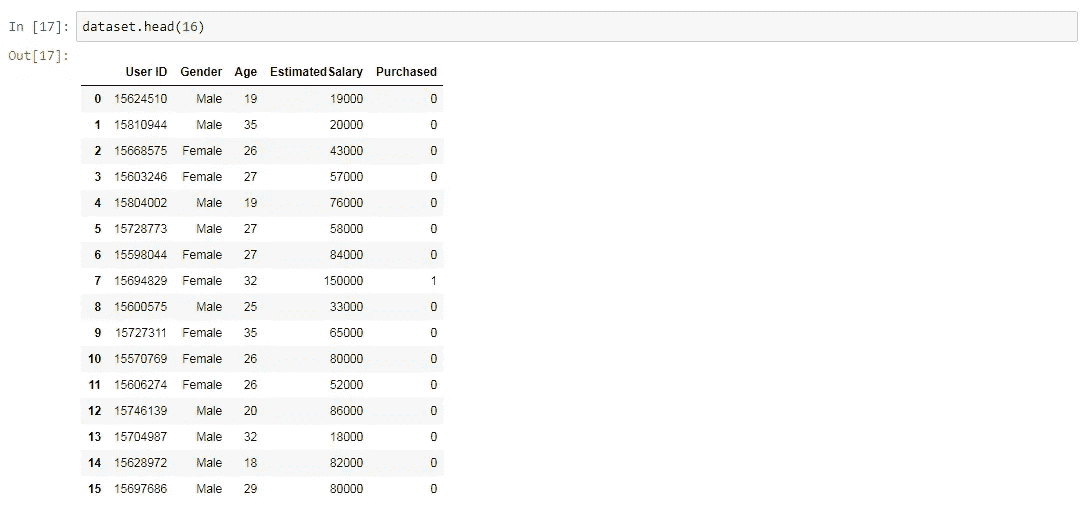 In [17]: dataset.head(16)
Out[17]:
User ID Gender Age EstimatedSalary Purchased
0 15624510 Male 19 19000 0
1 15810944 Male 35 20000 0
2 15668575 Female 26 43000 0
3 15603246 Female 27 57000 0
4 15804002 Male 19 76000 0
5 15728773 Male 27 58000 0
6 15598044 Female 27 84000 0
7 15694829 Female 32 150000 1
8 15600575 Male 25 33000 0
9 15727311 Female 35 65000 0
10 15570769 Female 26 80000 0
11 15606274 Female 26 52000 0
12 15746139 Male 20 86000 0
13 15704987 Male 32 18000 0
14 15628972 Male 18 82000 0
15 15697686 Male 29 80000 0